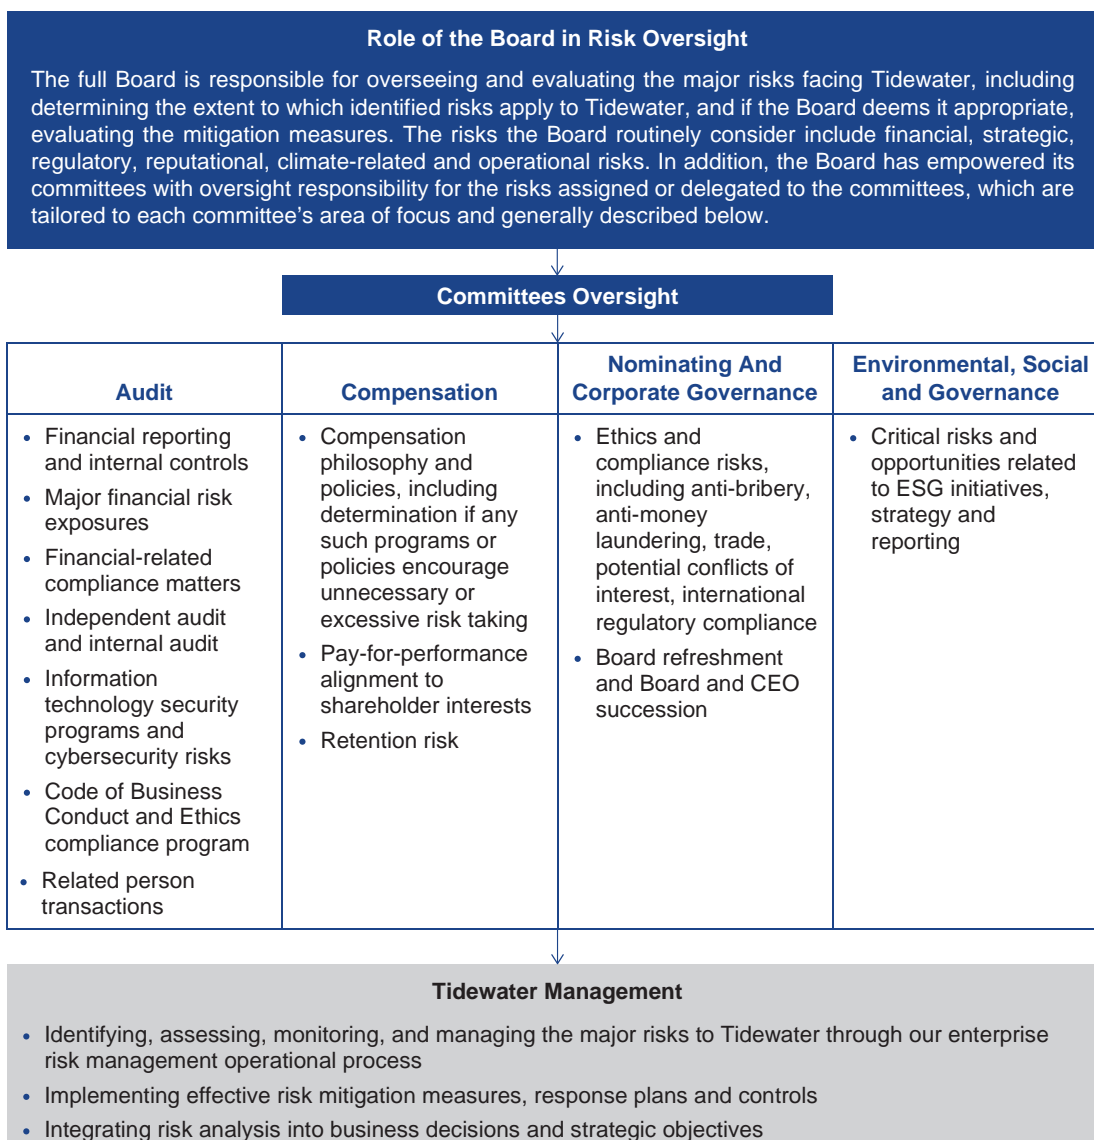 Role of the Board in Risk Oversight
The full Board is responsible for overseeing and evaluating the major risks facing Tidewater, including
determining the extent to which identified risks apply to Tidewater, and if the Board deems it appropriate,
evaluating the mitigation measures. The risks the Board routinely consider include financial, strategic,
regulatory, reputational, climate-related and operational risks. In addition, the Board has empowered its
committees with oversight responsibility for the risks assigned or delegated to the committees, which are
tailored to each committee’s area of focus and generally described below.
Committees Oversight
Audit
• Financial reporting
and internal controls
• Major financial risk
exposures
• Financial-related
compliance matters
• Independent audit
and internal audit
• Information
technology security
programs and
cybersecurity risks
• Code of Business
Conduct and Ethics
compliance program
• Related person
transactions
Compensation
• Compensation
philosophy and
policies, including
determination if any
such programs or
policies encourage
unnecessary or
excessive risk taking
• Pay-for-performance
alignment to
shareholder interests
• Retention risk
Nominating And
Corporate Governance
• Ethics and
compliance risks,
including anti-bribery,
anti-money
laundering, trade,
potential conflicts of
interest, international
regulatory compliance
• Board refreshment
and Board and CEO
succession
Environmental, Social
and Governance
• Critical risks and
opportunities related
to ESG initiatives,
strategy and
reporting
Tidewater Management
• Identifying, assessing, monitoring, and managing the major risks to Tidewater through our enterprise
risk management operational process
• Implementing effective risk mitigation measures, response plans and controls
• Integrating risk analysis into business decisions and strategic objectives